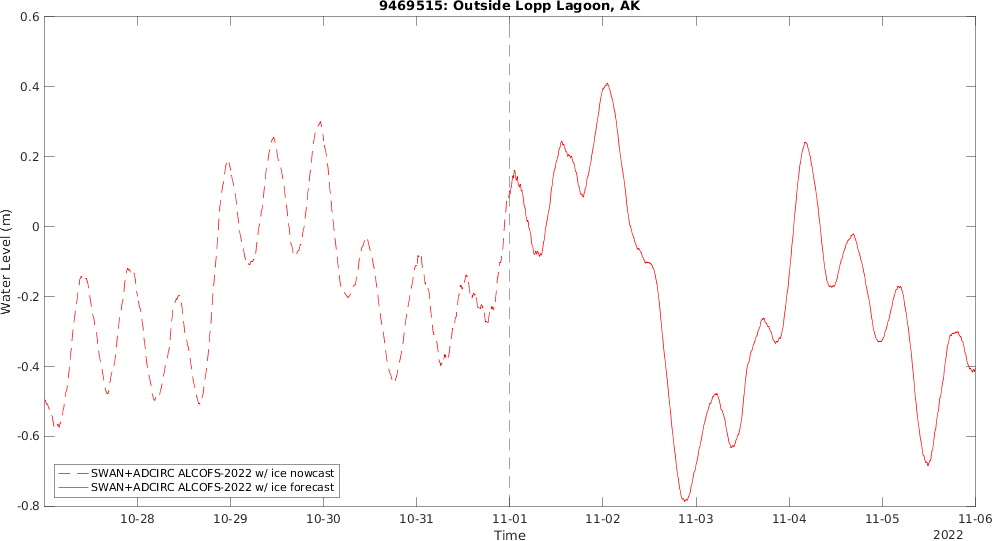 9469515: Outside Lopp Lagoon, AK
Water Level (m)
0.6
0.4
0.2
0
-0.2
-0.4
-0.6
-0.8
SWAN+ADCIRC ALCOFS-2022 w/ ice nowcast
SWAN+ADCIRC ALCOFS-2022 w/ ice forecast
10-28 10-29 10-30 10-31 11-01 11-02 11-03 11-04 11-05 11-06
Time
2022